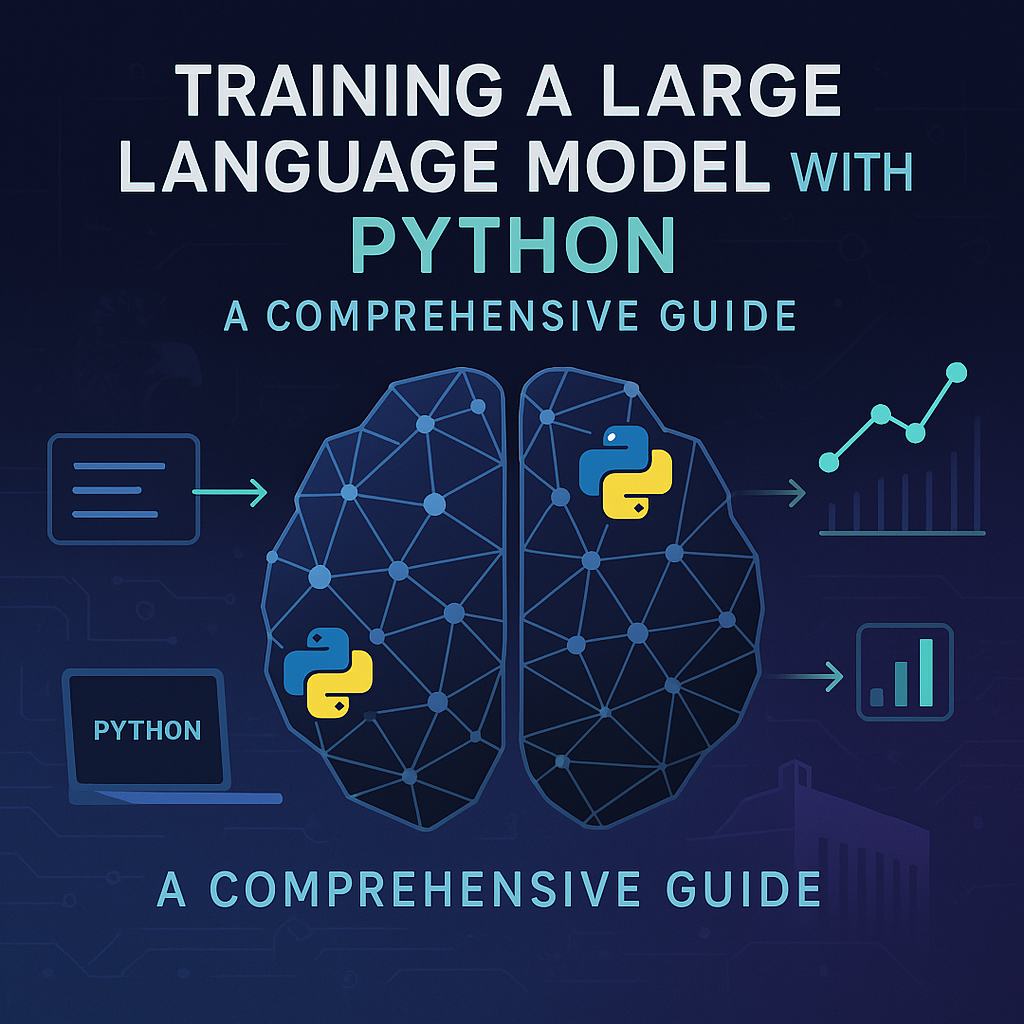 TRAINING A LARGE
LANGUAGE MODEL WITH
PYTHON
A COMPREHENSIVE GUIDE
PYTHON
A COMPREHENSIVE GUIDE